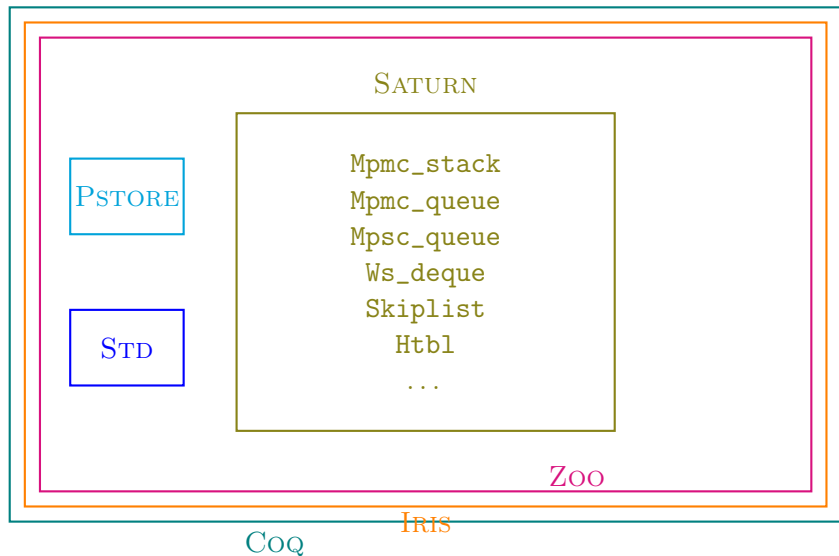 SATURN
Mpmc_stack
PSTORE
Mpmc_queue
Mpsc_queue
Ws_deque
Skiplist
STD
Htbl
...
ZOO
IRIS
COQ